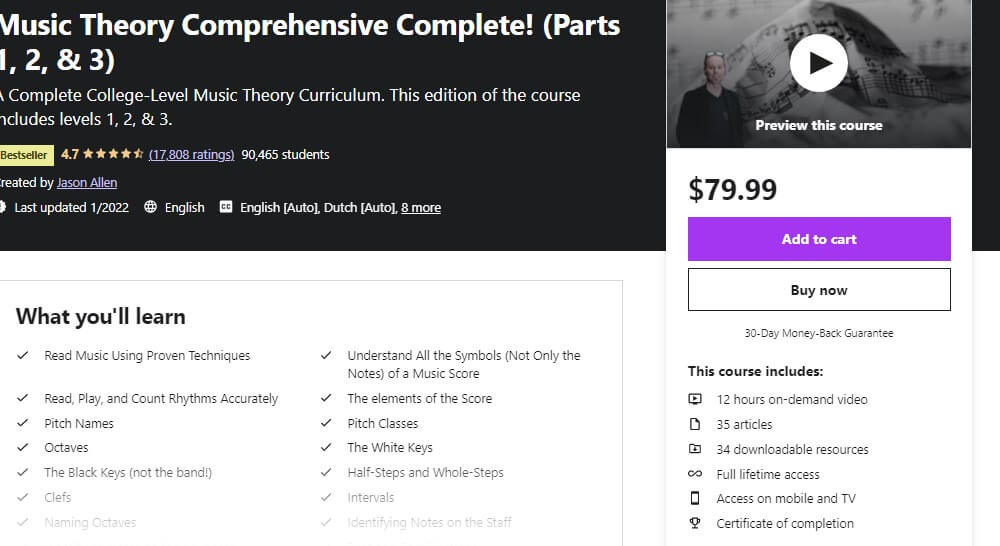 Music Theory Comprehensive Complete! (Parts
1, 2, & 3)
A Complete College-Level Music Theory Curriculum. This edition of the course
includes levels 1, 2, & 3.
Bestseller 4.7 (17,808 ratings) 90,465 students
Created by Jason Allen
Last updated 1/2022 English CC English [Auto], Dutch [Auto], 8 more
Preview this course
$79.99
Add to cart
Buy now
30-Day Money-Back Guarantee
This course includes:
12 hours on-demand video
35 articles
34 downloadable resources
Full lifetime access
Access on mobile and TV
Certificate of completion
What you'll learn
Read Music Using Proven Techniques
Understand All the Symbols (Not Only the
Notes) of a Music Score
Read, Play, and Count Rhythms Accurately
The elements of the Score
Pitch Names
Pitch Classes
Octaves
The White Keys
The Black Keys (not the band!)
Half-Steps and Whole-Steps
Clefs
Intervals
Naming Octaves
Identifying Notes on the Staff